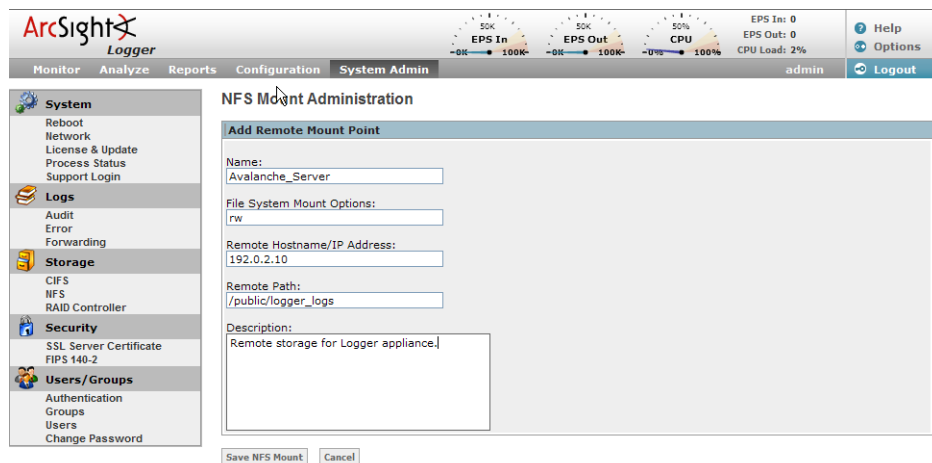 ArcSight
Logger
50K
EPS In
-0K 100K-
50K
EPS Out
-0K 100K-
50%
CPU
-0% 100%
EPS In: 0
EPS Out: 0
CPU Load: 2%
Help
Options
Monitor Analyze Reports Configuration System Admin admin Logout
System
Reboot
Network
License & Update
Process Status
Support Login
Logs
Audit
Error
Forwarding
Storage
CIFS
NFS
RAID Controller
Security
SSL Server Certificate
FIPS 140-2
Users/Groups
Authentication
Groups
Users
Change Password
NFS Mount Administration
Add Remote Mount Point
Name:
Avalanche_Server
File System Mount Options:
rw
Remote Hostname/IP Address:
192.0.2.10
Remote Path:
/public/logger_logs
Description:
Remote storage for Logger appliance.
Save NFS Mount Cancel